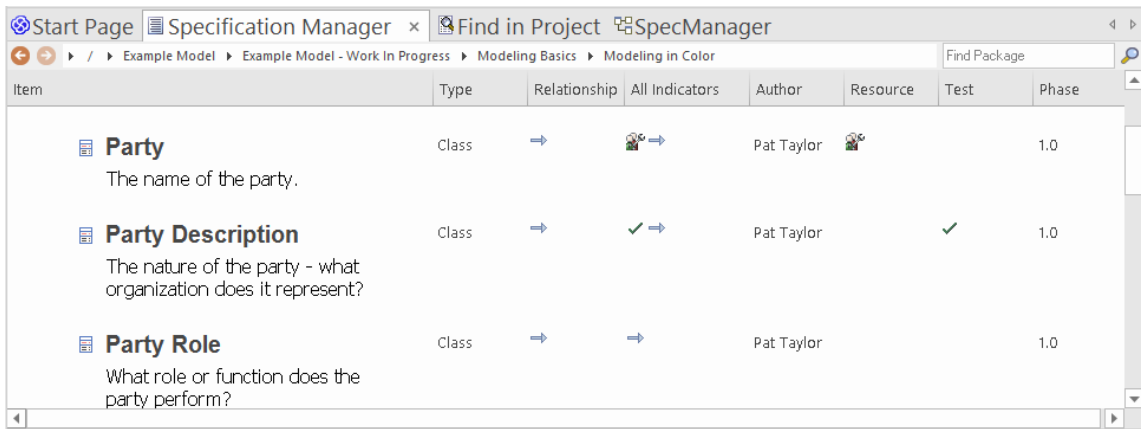 Start Page Specification Manager × Find in Project SpecManager
/ Example Model Example Model - Work In Progress Modeling Basics Modeling in Color Find Package
Item Type Relationship All Indicators Author Resource Test Phase
Party Class Pat Taylor 1.0
The name of the party.
Party Description Class Pat Taylor 1.0
The nature of the party - what
organization does it represent?
Party Role Class Pat Taylor 1.0
What role or function does the
party perform?